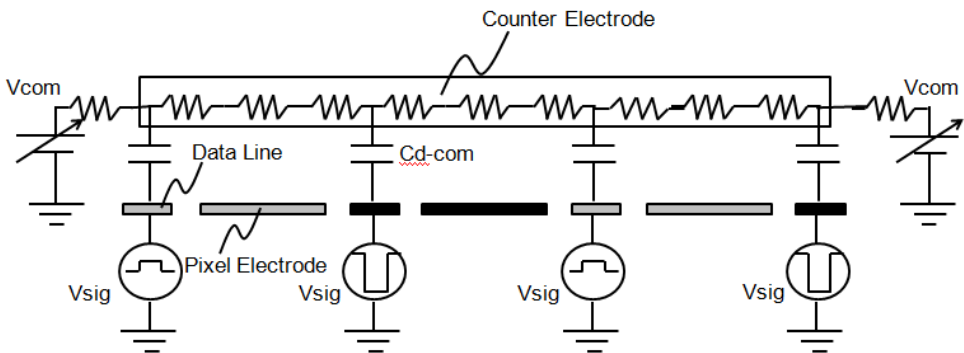 Counter Electrode
Vcom
Vcom
Data Line
Cd-com
Pixel Electrode
Vsig
Vsig
Vsig
Vsig